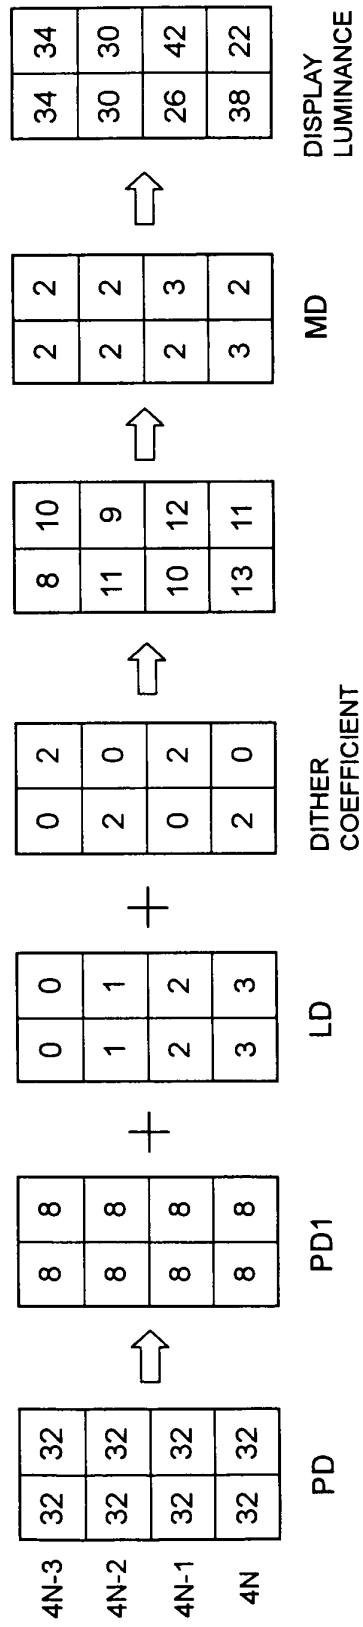 4N-3 32 32 8 8 0 0 0 2 8 10 2 2 34 34
4N-2 32 32 8 8 1 1 2 0 11 9 2 2 30 30
+ +
4N-1 32 32 8 8 2 2 0 2 10 12 2 3 26 42
4N 32 32 8 8 3 3 2 0 13 11 3 2 38 22
PD PD1 LD DITHER MD DISPLAY
COEFFICIENT LUMINANCE